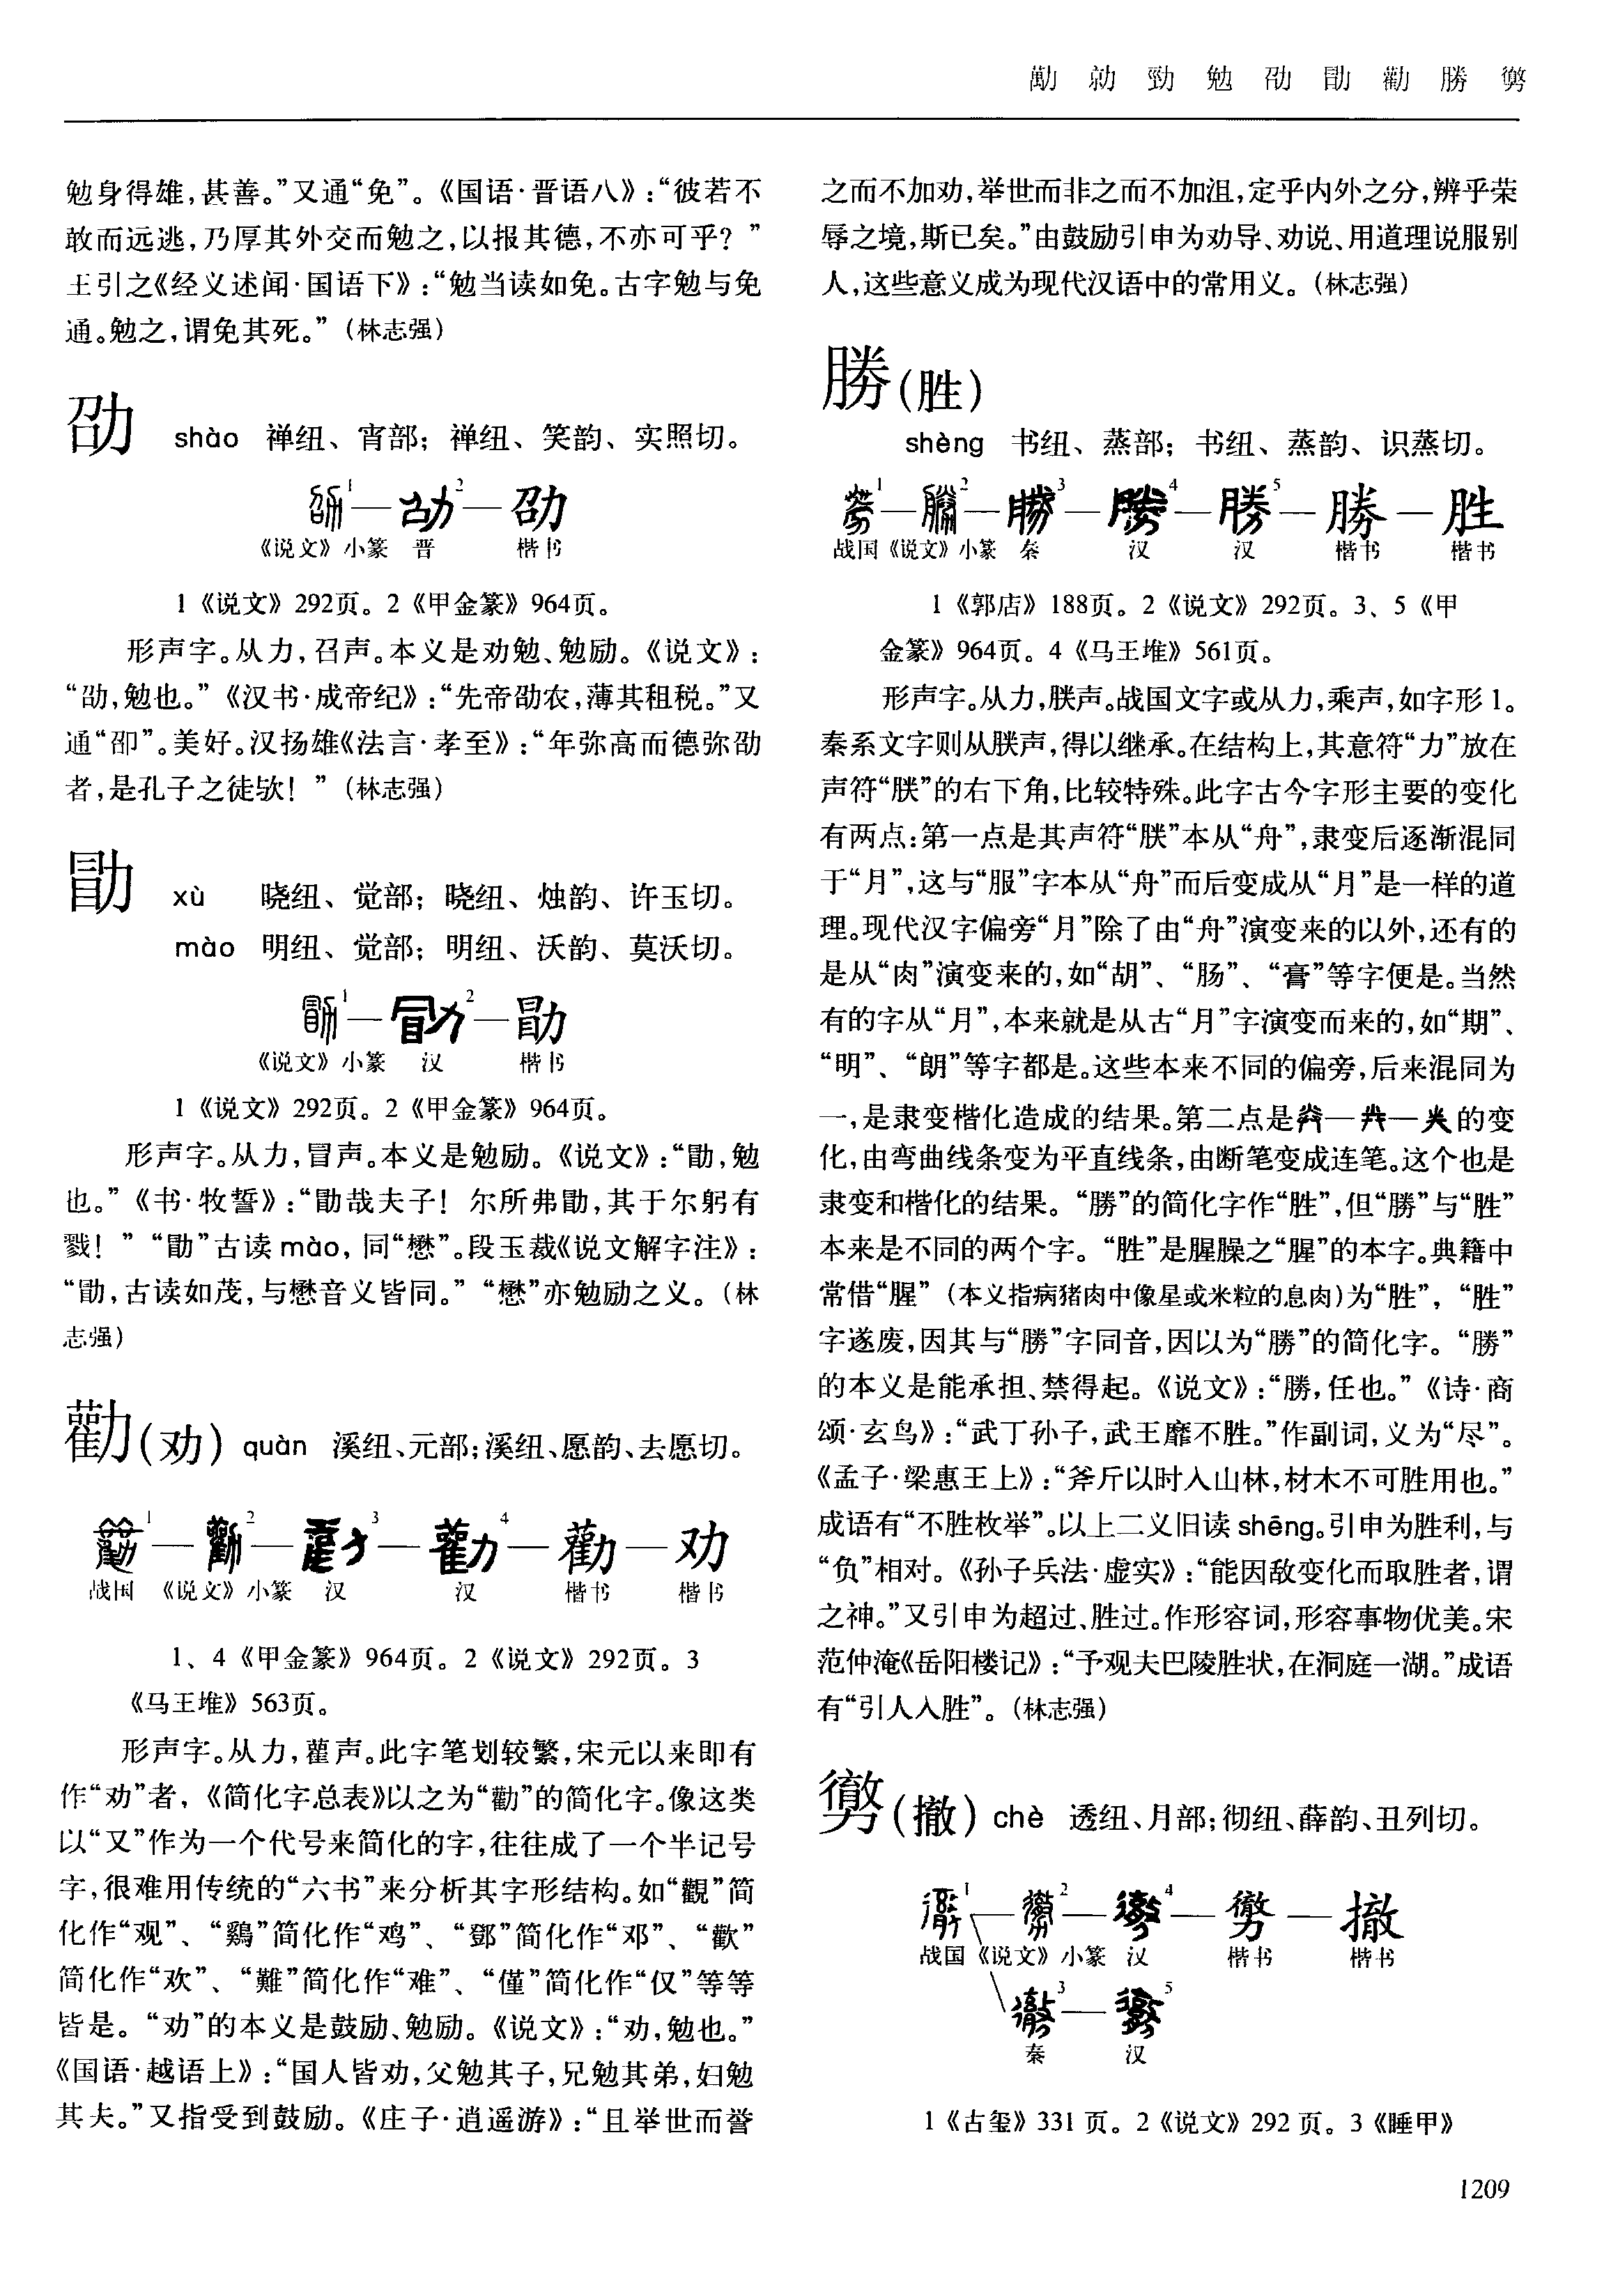 勴 勍 勁 勉 劭 勖 勸 勝 勶
勉身得雄,甚善。”又通“免”。《国语·晋语八》:“彼若不
敢而远逃,乃厚其外交而勉之,以报其德,不亦可乎?”
王引之《经义述闻·国语下》:“勉当读如免。古字勉与免
通。勉之,谓免其死。”(林志强)
劭 shào 禅纽、宵部;禅纽、笑韵、实照切。
1—2—劭
《说文》小篆 晋 楷书
1《说文》292页。2《甲金篆》964页。
形声字。从力,召声。本义是劝勉、勉励。《说文》:
“劭,勉也。”《汉书·成帝纪》:“先帝劭农,薄其租税。”又
通“卲”。美好。汉扬雄《法言·孝至》:“年弥高而德弥劭
者,是孔子之徒欤!”(林志强)
勖 xù 晓纽、觉部;晓纽、烛韵、许玉切。
mào 明纽、觉部;明纽、沃韵、莫沃切。
1—2—勖
《说文》小篆 汉 楷书
1《说文》292页。2《甲金篆》964页。
形声字。从力,冒声。本义是勉励。《说文》:“勖,勉
也。”《书·牧誓》:“勖哉夫子!尔所弗勖,其于尔躬有
戮!”“勖”古读mào,同“懋”。段玉裁《说文解字注》:
“勖,古读如茂,与懋音义皆同。”“懋”亦勉励之义。(林
志强)
勸(劝) quàn 溪纽、元部;溪纽、愿韵、去愿切。
1—2—3—4—勸—劝
战国 《说文》小篆 汉 汉 楷书 楷书
1、4《甲金篆》964页。2《说文》292页。3
《马王堆》563页。
形声字。从力,雚声。此字笔划较繁,宋元以来即有
作“劝”者,《简化字总表》以之为“勸”的简化字。像这类
以“又”作为一个代号来简化的字,往往成了一个半记号
字,很难用传统的“六书”来分析其字形结构。如“觀”简
化作“观”、“鷄”简化作“鸡”、“鄧”简化作“邓”、“歡”
简化作“欢”、“難”简化作“难”、“僅”简化作“仅”等等
皆是。“劝”的本义是鼓励、勉励。《说文》:“劝,勉也。”
《国语·越语上》:“国人皆劝,父勉其子,兄勉其弟,妇勉
其夫。”又指受到鼓励。《庄子·逍遥游》:“且举世而誉
之而不加劝,举世而非之而不加沮,定乎内外之分,辨乎荣
辱之境,斯已矣。”由鼓励引申为劝导、劝说、用道理说服别
人,这些意义成为现代汉语中的常用义。(林志强)
勝(胜)
shèng 书纽、蒸部;书纽、蒸韵、识蒸切。
1—2—3—4—5—勝—胜
战国《说文》小篆 秦 汉 汉 楷书 楷书
1《郭店》188页。2《说文》292页。3、5《甲
金篆》964页。4《马王堆》561页。
形声字。从力,朕声。战国文字或从力,乘声,如字形1。
秦系文字则从朕声,得以继承。在结构上,其意符“力”放在
声符“朕”的右下角,比较特殊。此字古今字形主要的变化
有两点:第一点是其声符“朕”本从“舟”,隶变后逐渐混同
于“月”,这与“服”字本从“舟”而后变成从“月”是一样的道
理。现代汉字偏旁“月”除了由“舟”演变来的以外,还有的
是从“肉”演变来的,如“胡”、“肠”、“膏”等字便是。当然
有的字从“月”,本来就是从古“月”字演变而来的,如“期”、
“明”、“朗”等字都是。这些本来不同的偏旁,后来混同为
一,是隶变楷化造成的结果。第二点是——的变
化,由弯曲线条变为平直线条,由断笔变成连笔。这个也是
隶变和楷化的结果。“勝”的简化字作“胜”,但“勝”与“胜”
本来是不同的两个字。“胜”是腥臊之“腥”的本字。典籍中
常借“腥”(本义指病猪肉中像星或米粒的息肉)为“胜”,“胜”
字遂废,因其与“勝”字同音,因以为“勝”的简化字。“勝”
的本义是能承担、禁得起。《说文》:“勝,任也。”《诗·商
颂·玄鸟》:“武丁孙子,武王靡不胜。”作副词,义为“尽”。
《孟子·梁惠王上》:“斧斤以时入山林,材木不可胜用也。”
成语有“不胜枚举”。以上二义旧读shēng。引申为胜利,与
“负”相对。《孙子兵法·虚实》:“能因敌变化而取胜者,谓
之神。”又引申为超过、胜过。作形容词,形容事物优美。宋
范仲淹《岳阳楼记》:“予观夫巴陵胜状,在洞庭一湖。”成语
有“引人入胜”。(林志强)
勶(撤) chè 透纽、月部;彻纽、薛韵、丑列切。
1—2—4—勶—撤
战国 《说文》小篆 汉 楷书 楷书
3—5
秦 汉
1《古玺》331页。2《说文》292页。3《睡甲》
1209